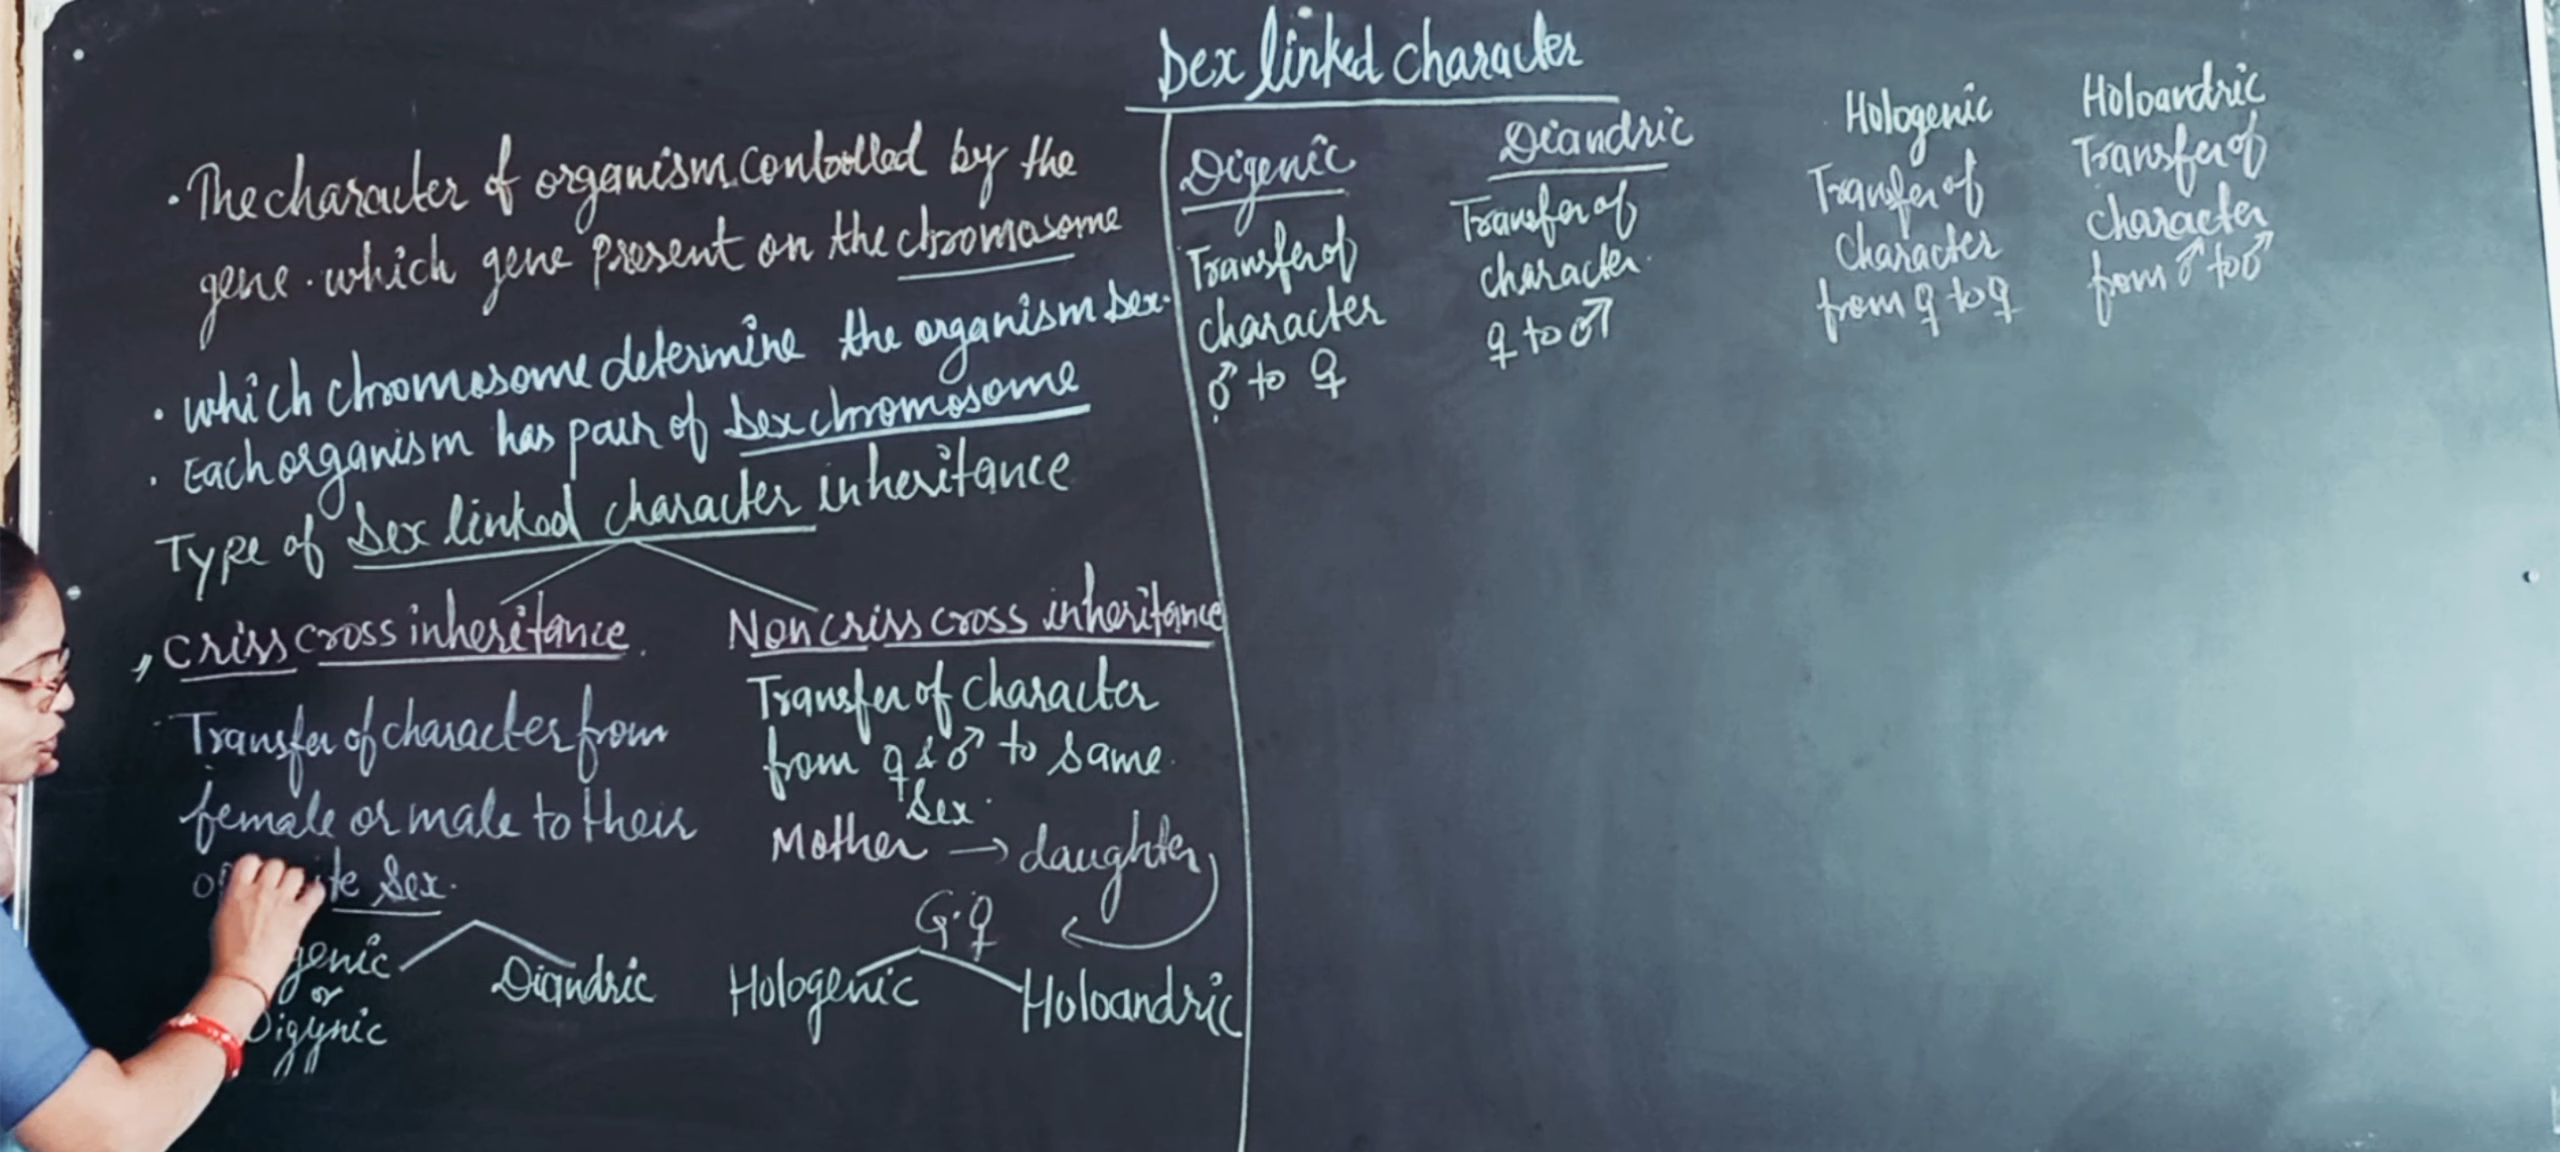 Sex linked character
. The character of organism controlled by the
gene. which gene present on the chromosome
. which chromosome determine the organism sex.
. Each organism has pair of sex chromosome
Type of sex linked character inheritance
criss cross inheritance.
Transfer of character from
female or male to their
sex.
genic
or
Digynic
Diandric
Non criss cross inheritance
Transfer of character
from ♀ & ♂ to same
sex.
Mother → daughter
G.♀
Hologenic
Holoandric
Digenic
Transfer of
character
♂ to ♀
Diandric
Transfer of
character.
♀ to ♂
Hologenic
Transfer of
character
from ♀ to ♀
Holoandric
Transfer of
character
from ♂ to ♂